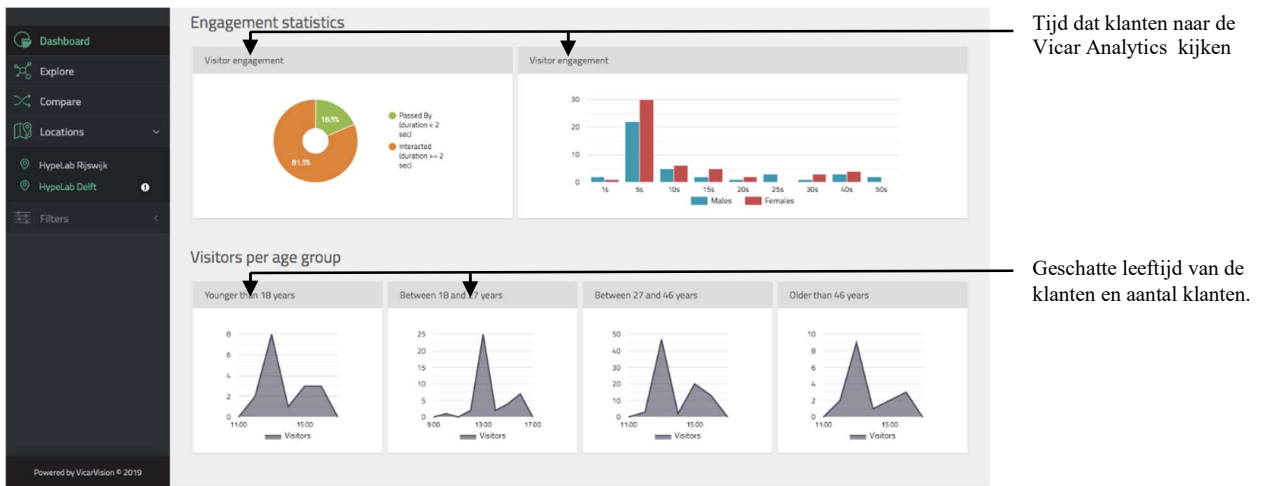 Dashboard
Explore
Compare
Locations
HypeLab Rijswijk
HypeLab Delft
Filters
Powered by VicarVision © 2019
Engagement statistics
Visitor engagement
18.5%
81.5%
Passed By
(duration < 2
sec)
Interacted
(duration >= 2
sec)
Visitor engagement
30
20
10
0
1s 5s 10s 15s 20s 25s 30s 40s 50s
Males Females
Tijd dat klanten naar de
Vicar Analytics kijken
Visitors per age group
Younger than 18 years
8
6
4
2
0
11:00 15:00
Visitors
Between 18 and 27 years
25
20
15
10
5
0
9:00 13:00 17:00
Visitors
Between 27 and 46 years
50
40
30
20
10
0
11:00 15:00
Visitors
Older than 46 years
10
8
6
4
2
0
11:00 15:00
Visitors
Geschatte leeftijd van de
klanten en aantal klanten.